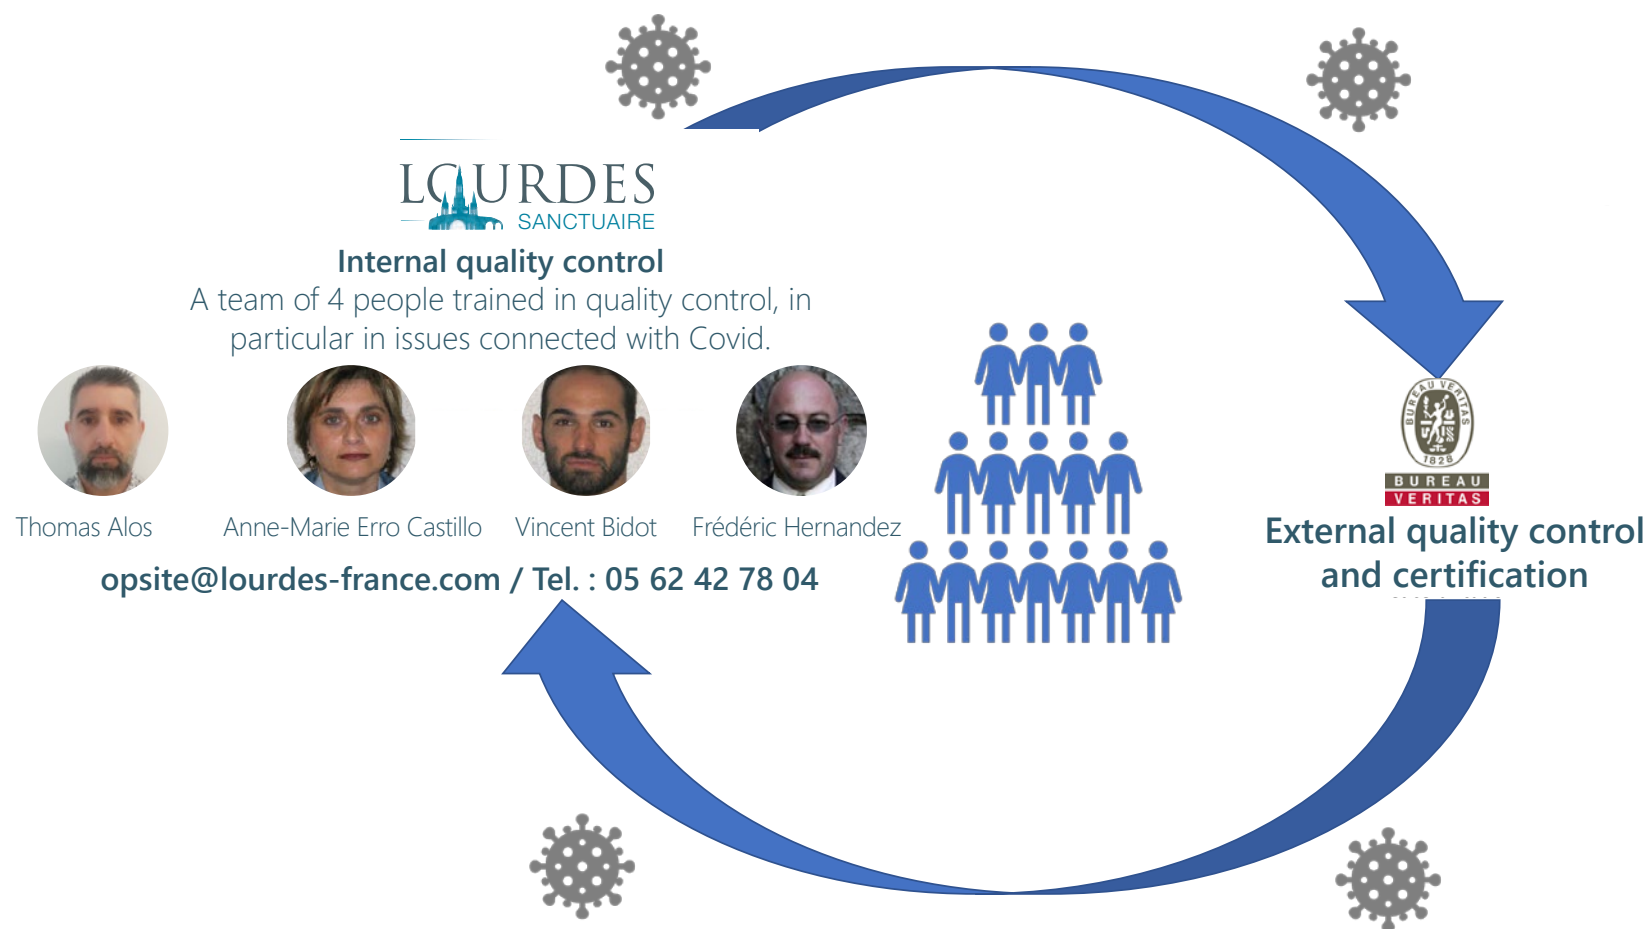 LOURDES
SANCTUAIRE
Internal quality control
A team of 4 people trained in quality control, in
particular in issues connected with Covid.
Thomas Alos
Anne-Marie Erro Castillo
Vincent Bidot
Frédéric Hernandez
opsite@lourdes-france.com / Tel. : 05 62 42 78 04
BUREAU VERITAS
1828
BUREAU
VERITAS
External quality control
and certification